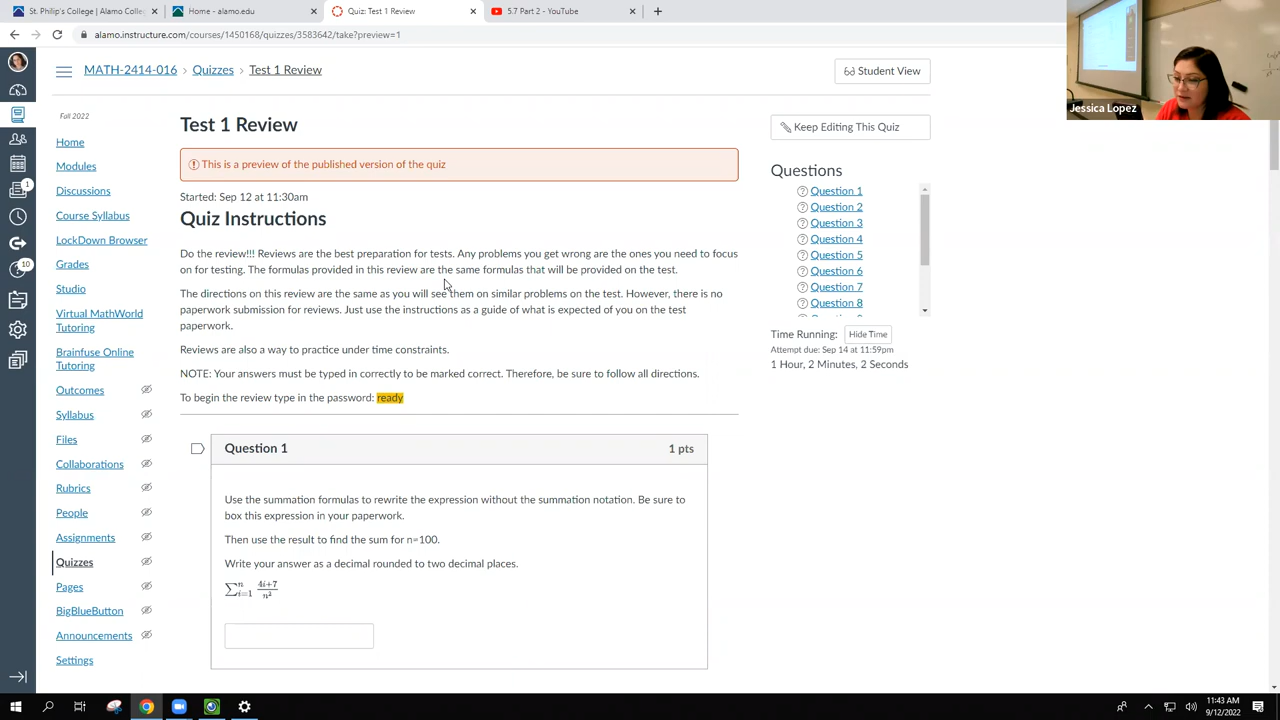 St. Philip's College | Alamo Colleg
Home - alamo.edu
Quiz: Test 1 Review
5.7 Part 2 - YouTube
alamo.instructure.com/courses/1450168/quizzes/3583642/take?preview=1
Jessica Lopez
MATH-2414-016 > Quizzes > Test 1 Review
Student View
Fall 2022
Home
Modules
Discussions
Course Syllabus
LockDown Browser
Grades
Studio
Virtual MathWorld
Tutoring
Brainfuse Online
Tutoring
Outcomes
Syllabus
Files
Collaborations
Rubrics
People
Assignments
Quizzes
Pages
BigBlueButton
Announcements
Settings
1
10
Test 1 Review
This is a preview of the published version of the quiz
Started: Sep 12 at 11:30am
Quiz Instructions
Do the review!!! Reviews are the best preparation for tests. Any problems you get wrong are the ones you need to focus
on for testing. The formulas provided in this review are the same formulas that will be provided on the test.
The directions on this review are the same as you will see them on similar problems on the test. However, there is no
paperwork submission for reviews. Just use the instructions as a guide of what is expected of you on the test
paperwork.
Reviews are also a way to practice under time constraints.
NOTE: Your answers must be typed in correctly to be marked correct. Therefore, be sure to follow all directions.
To begin the review type in the password: ready
Question 1 1 pts
Use the summation formulas to rewrite the expression without the summation notation. Be sure to
box this expression in your paperwork.
Then use the result to find the sum for n=100.
Write your answer as a decimal rounded to two decimal places.
∑ⁿᵢ₌₁ (4i+7)/n²
Keep Editing This Quiz
Questions
Question 1
Question 2
Question 3
Question 4
Question 5
Question 6
Question 7
Question 8
Time Running: Hide Time
Attempt due: Sep 14 at 11:59pm
1 Hour, 2 Minutes, 2 Seconds
11:43 AM
9/12/2022